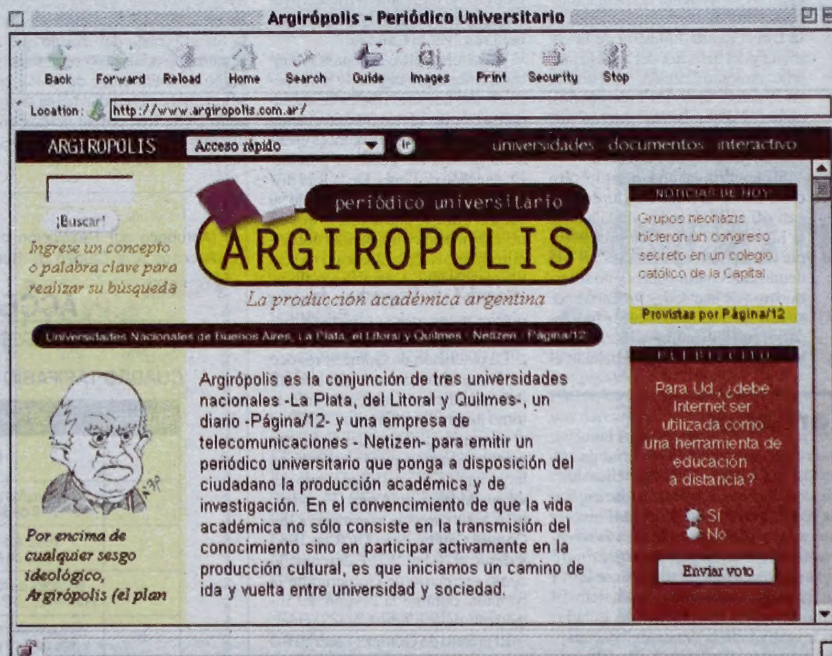 Argirópolis - Periódico Universitario
Back Forward Reload Home Search Guide Images Print Security Stop
Location: http://www.argiropolis.com.ar/
ARGIROPOLIS Acceso rápido ir universidades documentos interactivo
¡Buscar!
Ingrese un concepto
o palabra clave para
realizar su búsqueda
periódico universitario
ARGIROPOLIS
La producción académica argentina
Universidades Nacionales de Buenos Aires, La Plata, el Litoral y Quilmes - Netizen - Página/12
NOTICIAS DE HOY
Grupos neonazis
hicieron un congreso
secreto en un colegio
católico de la Capital
Provistas por Página/12
Argirópolis es la conjunción de tres universidades
nacionales -La Plata, del Litoral y Quilmes-, un
diario -Página/12- y una empresa de
telecomunicaciones - Netizen- para emitir un
periódico universitario que ponga a disposición del
ciudadano la producción académica y de
investigación. En el convencimiento de que la vida
académica no sólo consiste en la transmisión del
conocimiento sino en participar activamente en la
producción cultural, es que iniciamos un camino de
ida y vuelta entre universidad y sociedad.
Por encima de
cualquier sesgo
ideológico,
Argirópolis (el plan
PLEBISCITO
Para Ud., ¿debe
Internet ser
utilizada como
una herramienta de
educación
a distancia?
Sí
No
Enviar voto